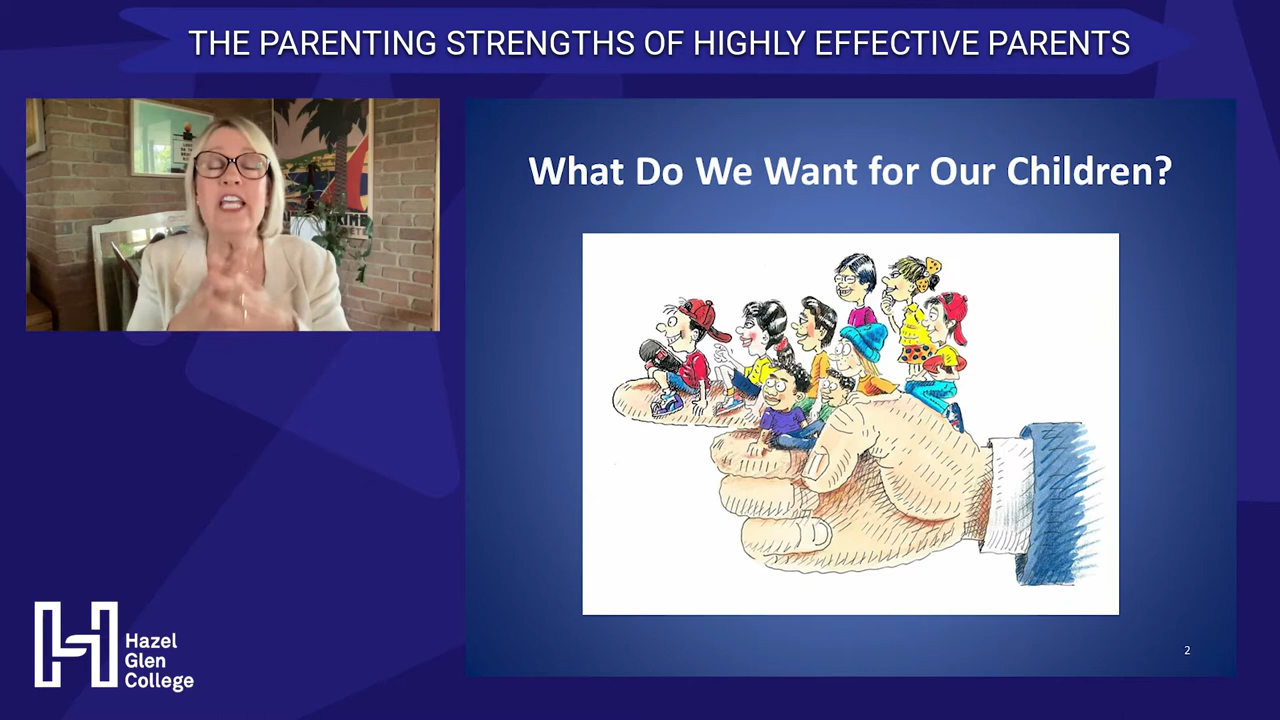 THE PARENTING STRENGTHS OF HIGHLY EFFECTIVE PARENTS
What Do We Want for Our Children?
2
Hazel
Glen
College